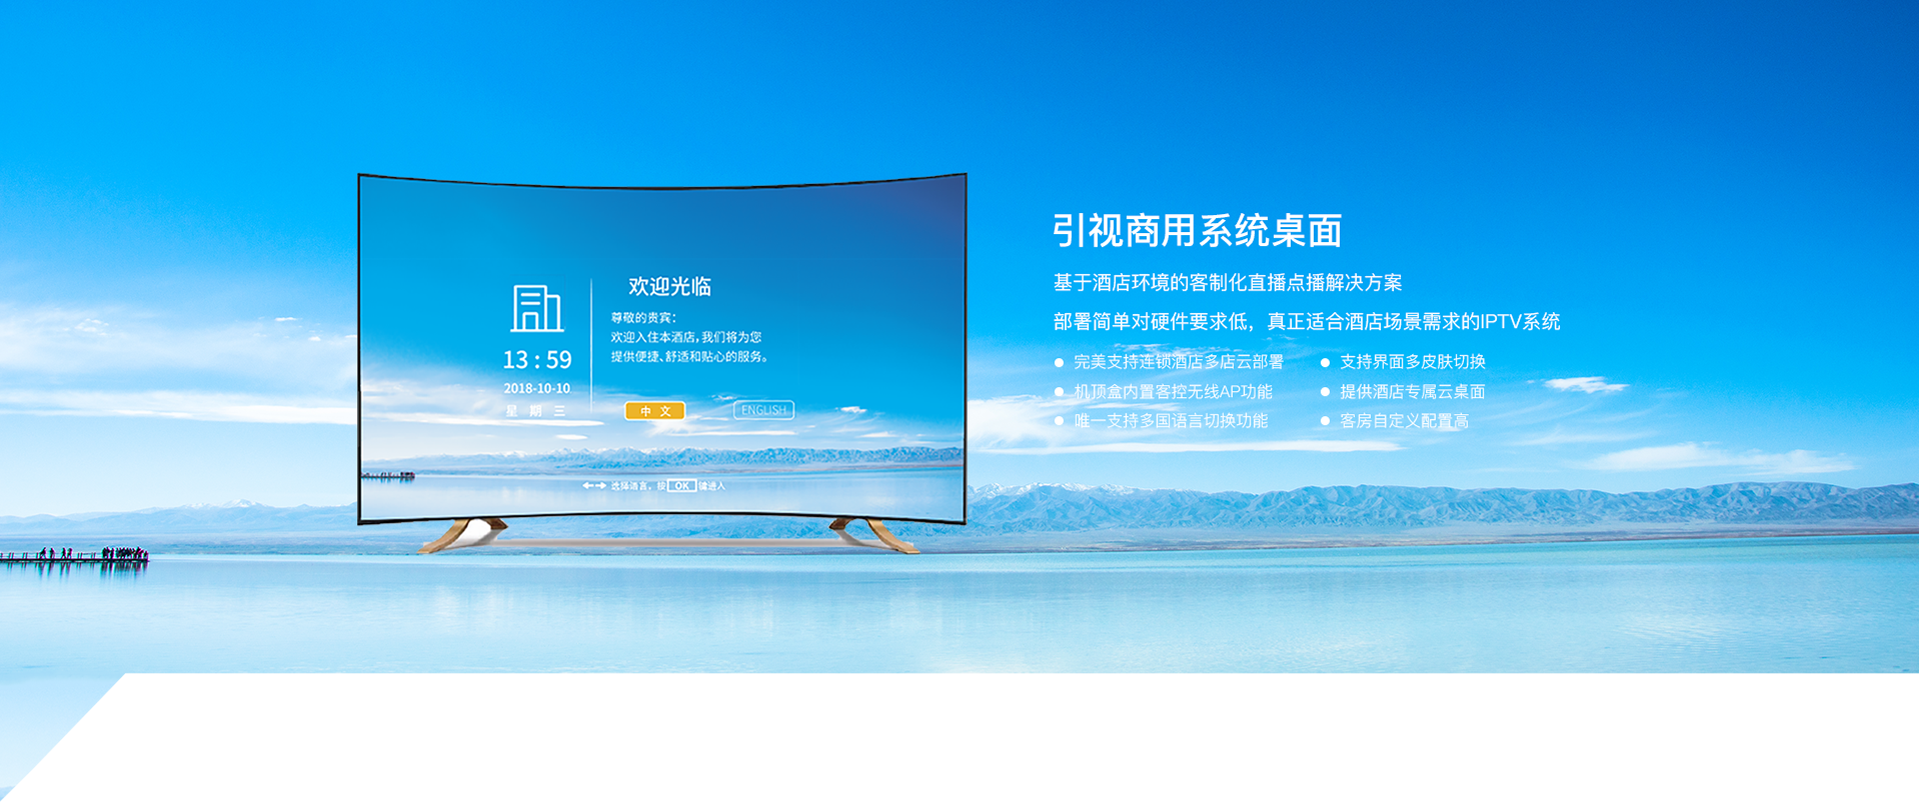 13 : 59
2018-10-10
星 期 三
欢迎光临
尊敬的贵宾:
欢迎入住本酒店,我们将为您
提供便捷、舒适和贴心的服务。
中 文
ENGLISH
选择语言,按 OK 键进入
引视商用系统桌面
基于酒店环境的客制化直播点播解决方案
部署简单对硬件要求低,真正适合酒店场景需求的IPTV系统
● 完美支持连锁酒店多店云部署
● 支持界面多皮肤切换
● 机顶盒内置客控无线AP功能
● 提供酒店专属云桌面
● 唯一支持多国语言切换功能
● 客房自定义配置高